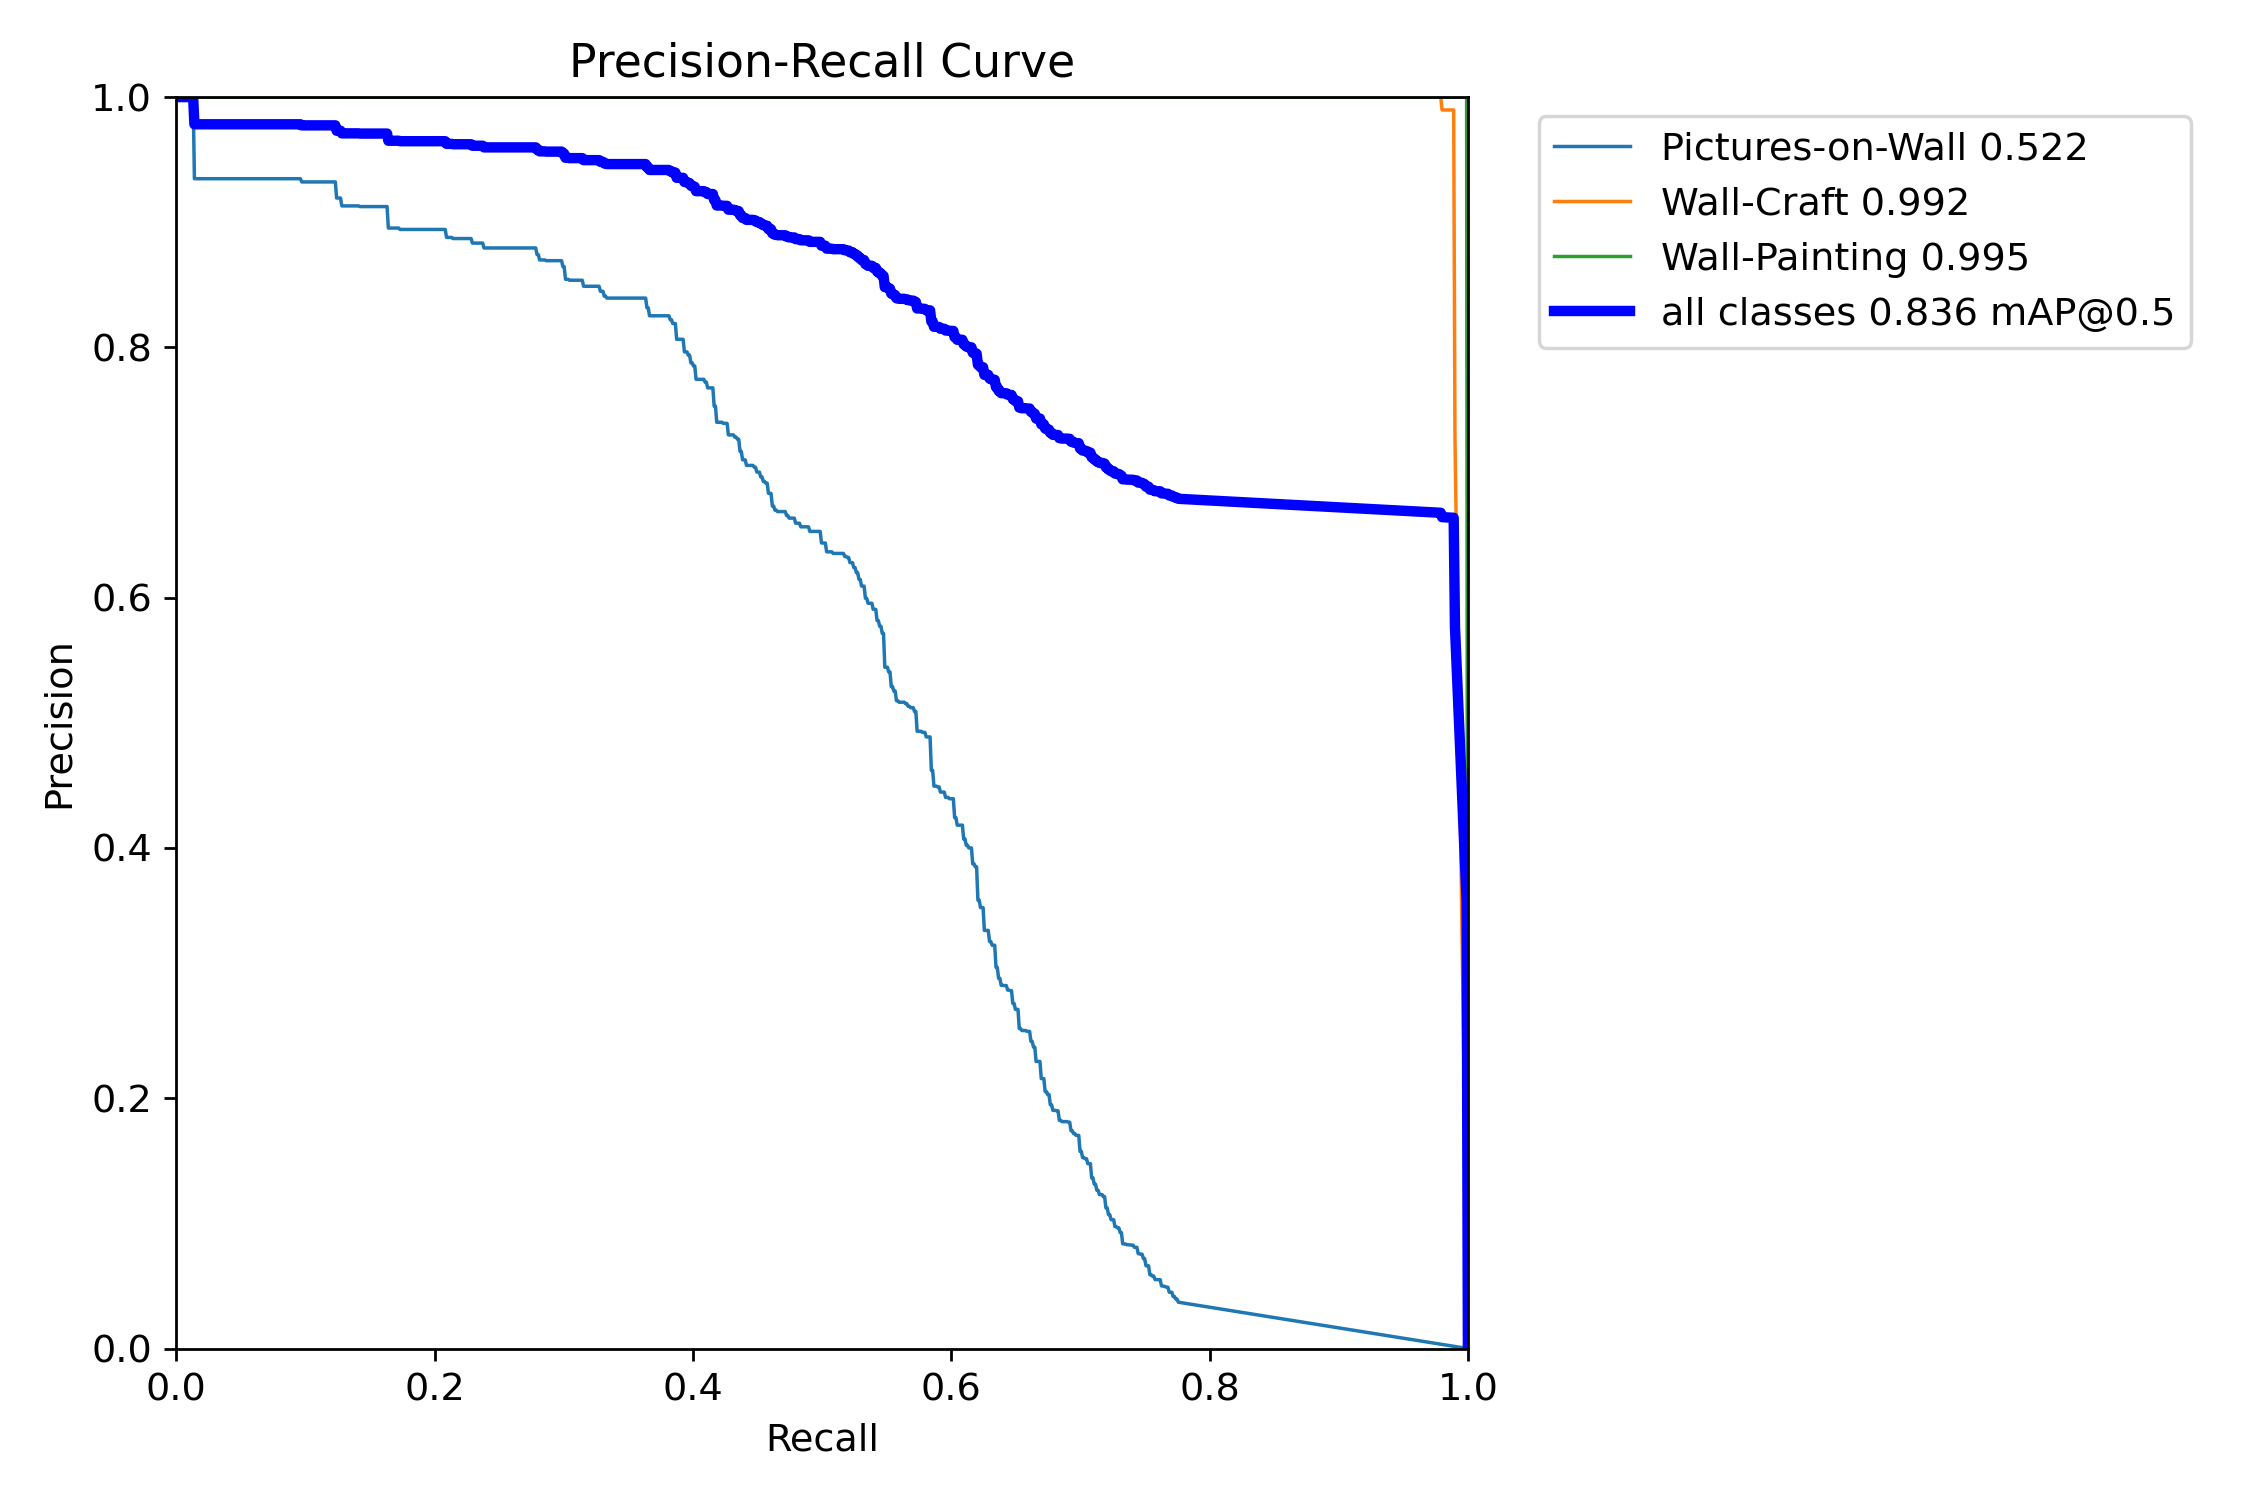 Precision-Recall Curve
1.0
0.8
0.6
0.4
0.2
0.0
Precision
0.0 0.2 0.4 0.6 0.8 1.0
Recall
Pictures-on-Wall 0.522
Wall-Craft 0.992
Wall-Painting 0.995
all classes 0.836 mAP@0.5